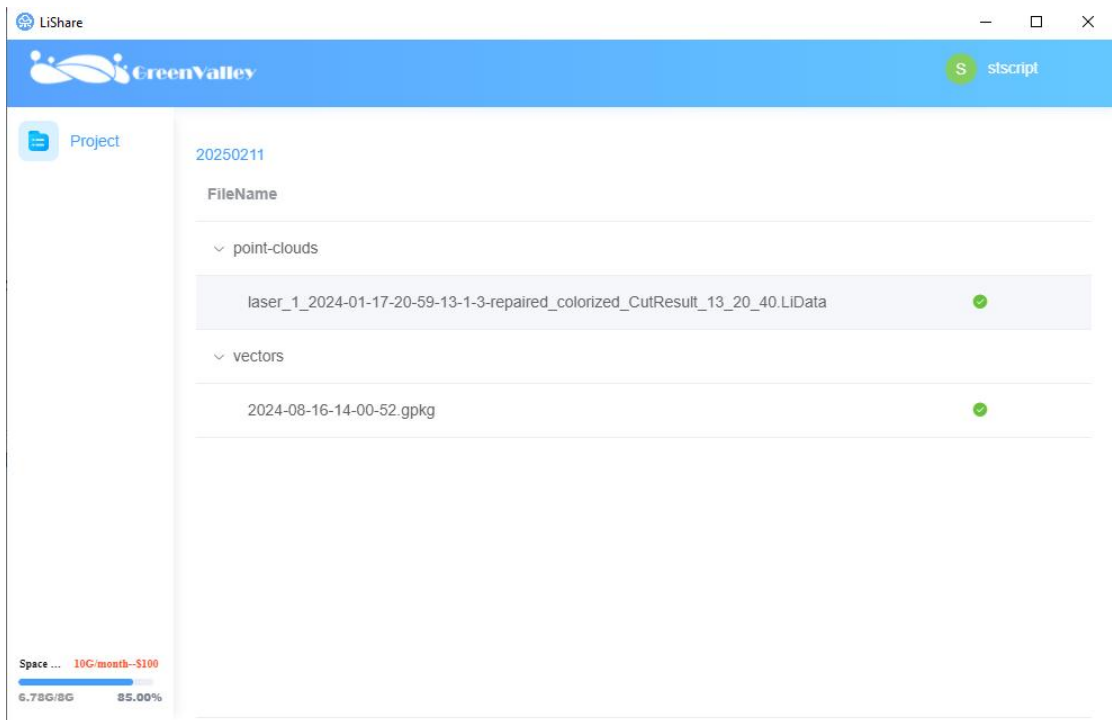 LiShare
GreenValley
S stscript
Project
20250211
FileName
point-clouds
laser_1_2024-01-17-20-59-13-1-3-repaired_colorized_CutResult_13_20_40.LiData
vectors
2024-08-16-14-00-52.gpkg
Space ... 10G/month--$100
6.78G/8G 85.00%